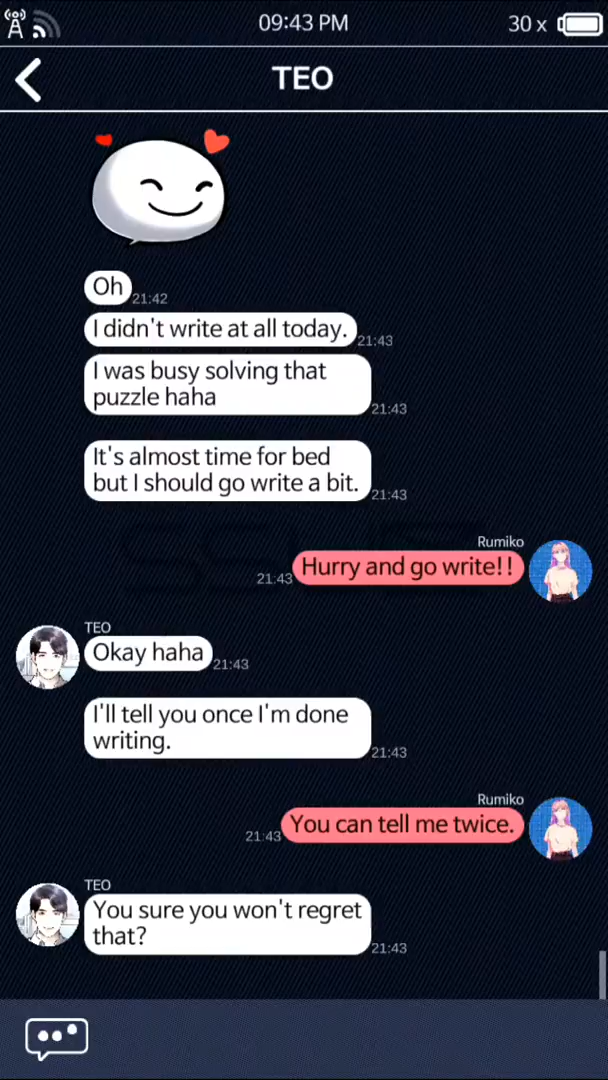 09:43 PM
30 x
TEO
Oh
21:42
I didn't write at all today.
21:43
I was busy solving that
puzzle haha
21:43
It's almost time for bed
but I should go write a bit.
21:43
Rumiko
Hurry and go write!!
21:43
TEO
Okay haha
21:43
I'll tell you once I'm done
writing.
21:43
Rumiko
You can tell me twice.
21:43
TEO
You sure you won't regret
that?
21:43